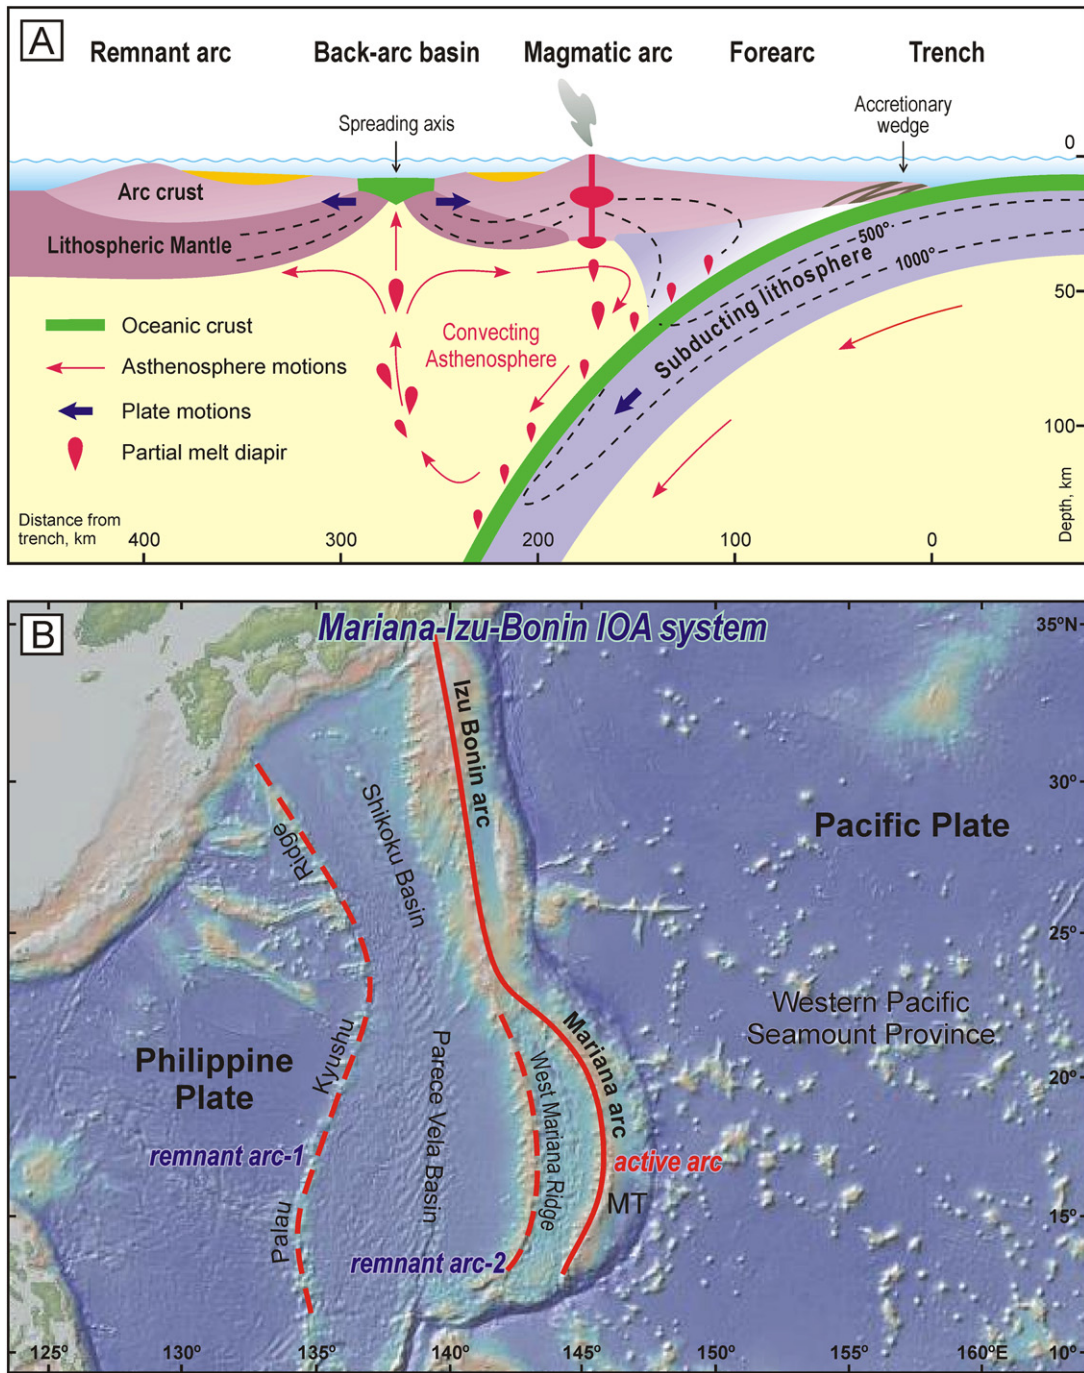 A
Remnant arc
Back-arc basin
Magmatic arc
Forearc
Trench
Spreading axis
Accretionary
wedge
0
Arc crust
Lithospheric Mantle
500°
1000°
Subducting lithosphere
50
Convecting
Asthenosphere
Oceanic crust
Asthenosphere motions
Plate motions
Partial melt diapir
100
Depth, km
Distance from
trench, km
400
300
200
100
0
B
Mariana-Izu-Bonin IOA system
35°N
Izu Bonin arc
30°
Shikoku Basin
Ridge
Pacific Plate
25°
Western Pacific
Seamount Province
Mariana arc
Kyushu
Philippine
Plate
20°
Parece Vela Basin
West Mariana Ridge
remnant arc-1
active arc
MT
15°
Palau
remnant arc-2
125°
130°
135°
140°
145°
150°
155°
160°E
10°